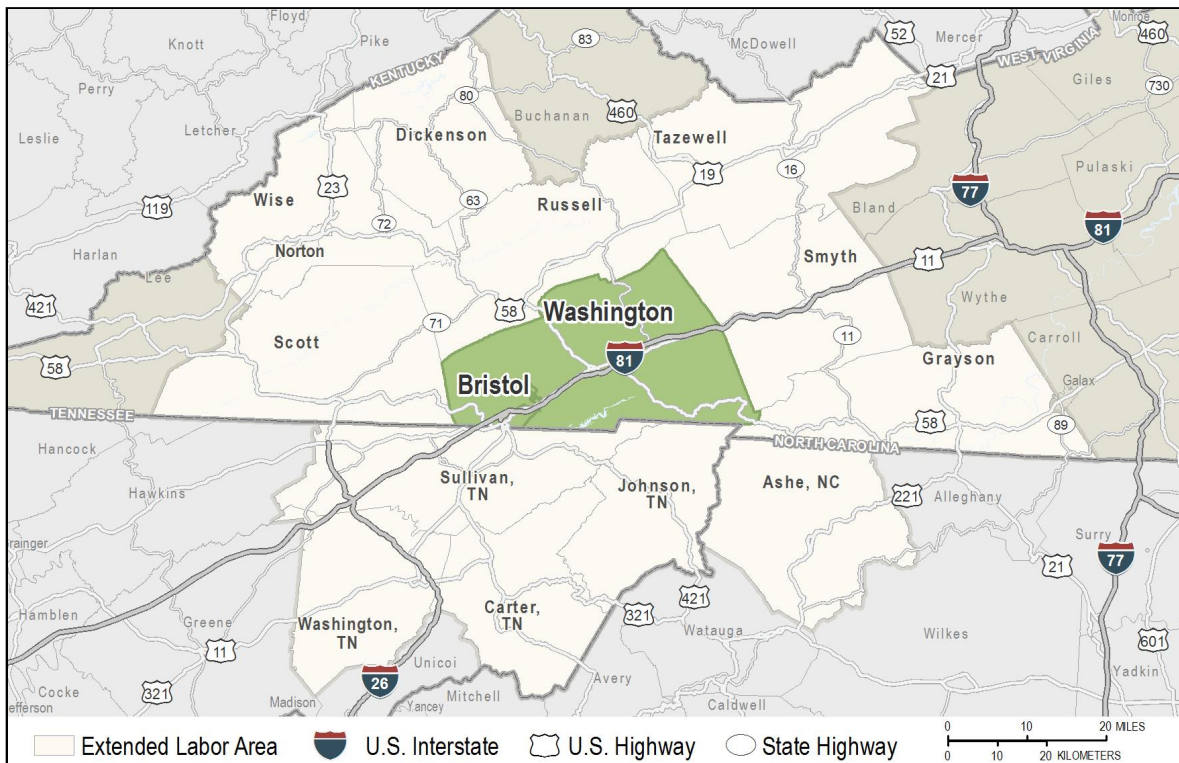 Floyd
Monroe
Knott
Pike
83
McDowell
52
Mercer
460
Perry
KENTUCKY
WEST VIRGINIA
21
Giles
80
730
Letcher
Buchanan
460
Leslie
Dickenson
Tazewell
Pulaski
19
16
23
Wise
77
63
Russell
119
72
Bland
81
Norton
Harlan
Smyth
11
Lee
421
58
Washington
Wythe
71
Carroll
Scott
11
Grayson
58
81
Bristol
Galax
TENNESSEE
58
89
NORTH CAROLINA
Hancock
Sullivan,
TN
Johnson,
TN
Ashe, NC
Hawkins
221
Alleghany
Surry
rainger
77
21
Hamblen
Carter,
TN
421
321
Greene
Washington,
TN
Watauga
Wilkes
11
601
Unicoi
26
Avery
Yadkin
Cocke
321
Mitchell
efferson
Madison
Yancey
Caldwell
Extended Labor Area
U.S. Interstate
U.S. Highway
State Highway
0 10 20 MILES
0 10 20 KILOMETERS